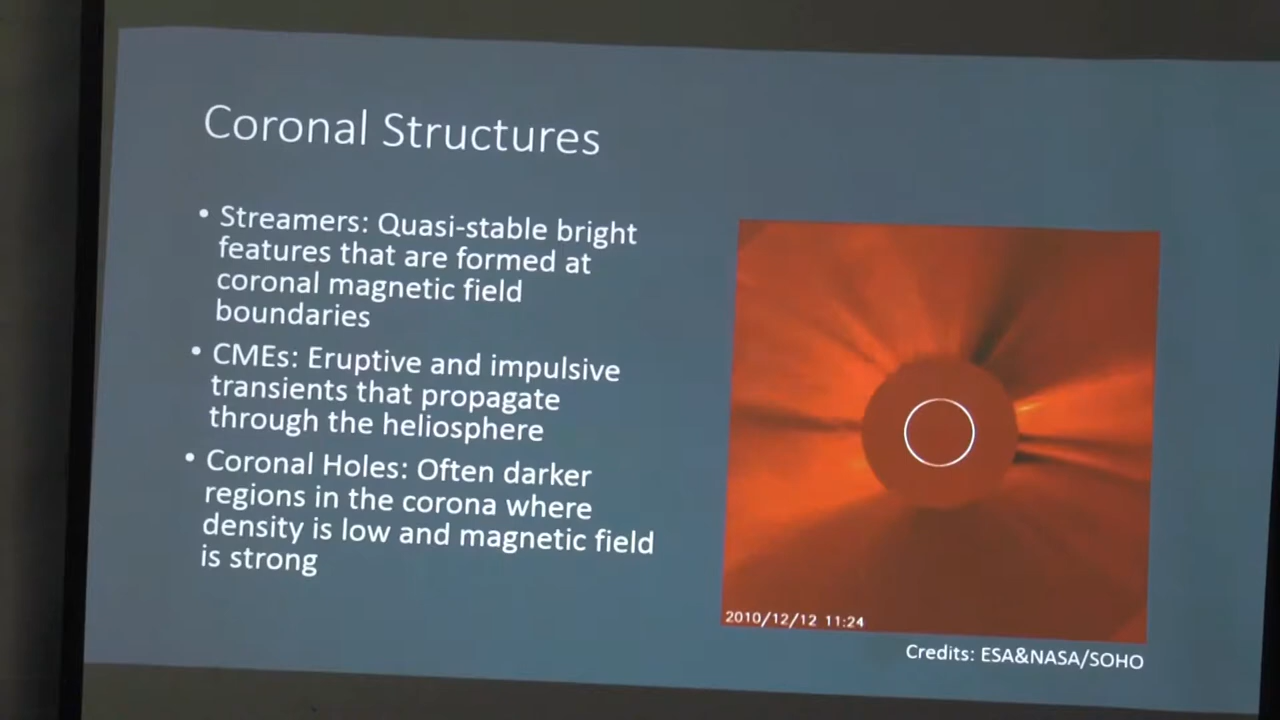 Coronal Structures
• Streamers: Quasi-stable bright
features that are formed at
coronal magnetic field
boundaries
• CMEs: Eruptive and impulsive
transients that propagate
through the heliosphere
• Coronal Holes: Often darker
regions in the corona where
density is low and magnetic field
is strong
2010/12/12 11:24
Credits: ESA&NASA/SOHO